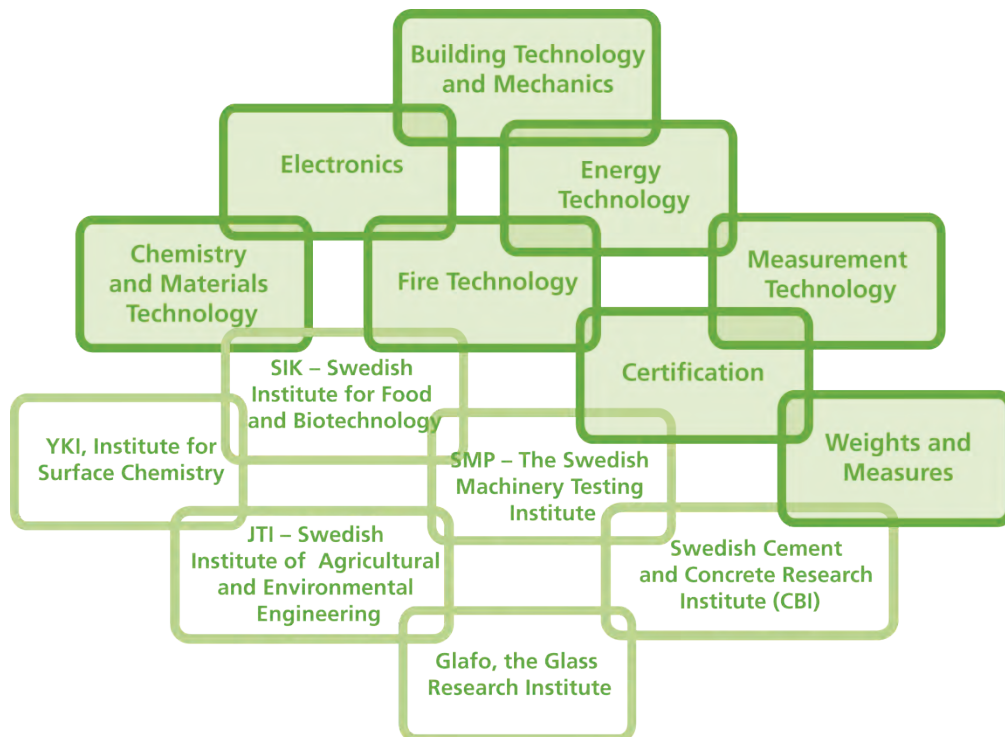 Building Technology
and Mechanics
Electronics
Energy
Technology
Chemistry
and Materials
Technology
Fire Technology
Measurement
Technology
SIK – Swedish
Institute for Food
and Biotechnology
Certification
YKI, Institute for
Surface Chemistry
SMP – The Swedish
Machinery Testing
Institute
Weights and
Measures
JTI – Swedish
Institute of Agricultural
and Environmental
Engineering
Swedish Cement
and Concrete Research
Institute (CBI)
Glafo, the Glass
Research Institute